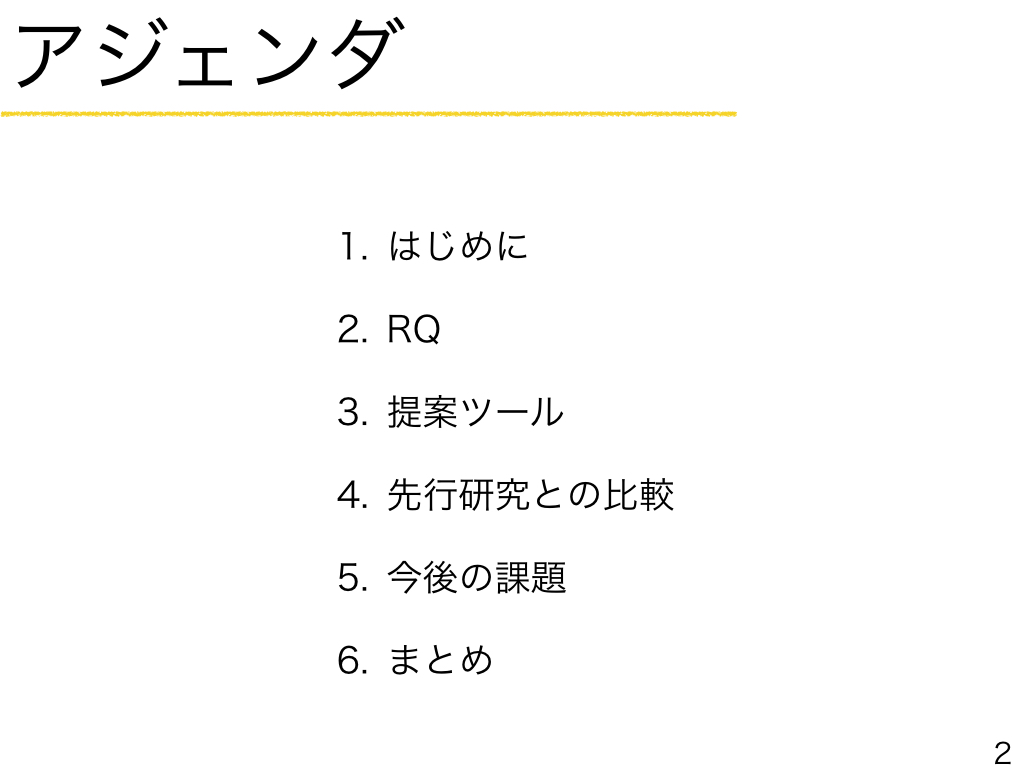 アジェンダ
1. はじめに
2. RQ
3. 提案ツール
4. 先行研究との比較
5. 今後の課題
6. まとめ
2